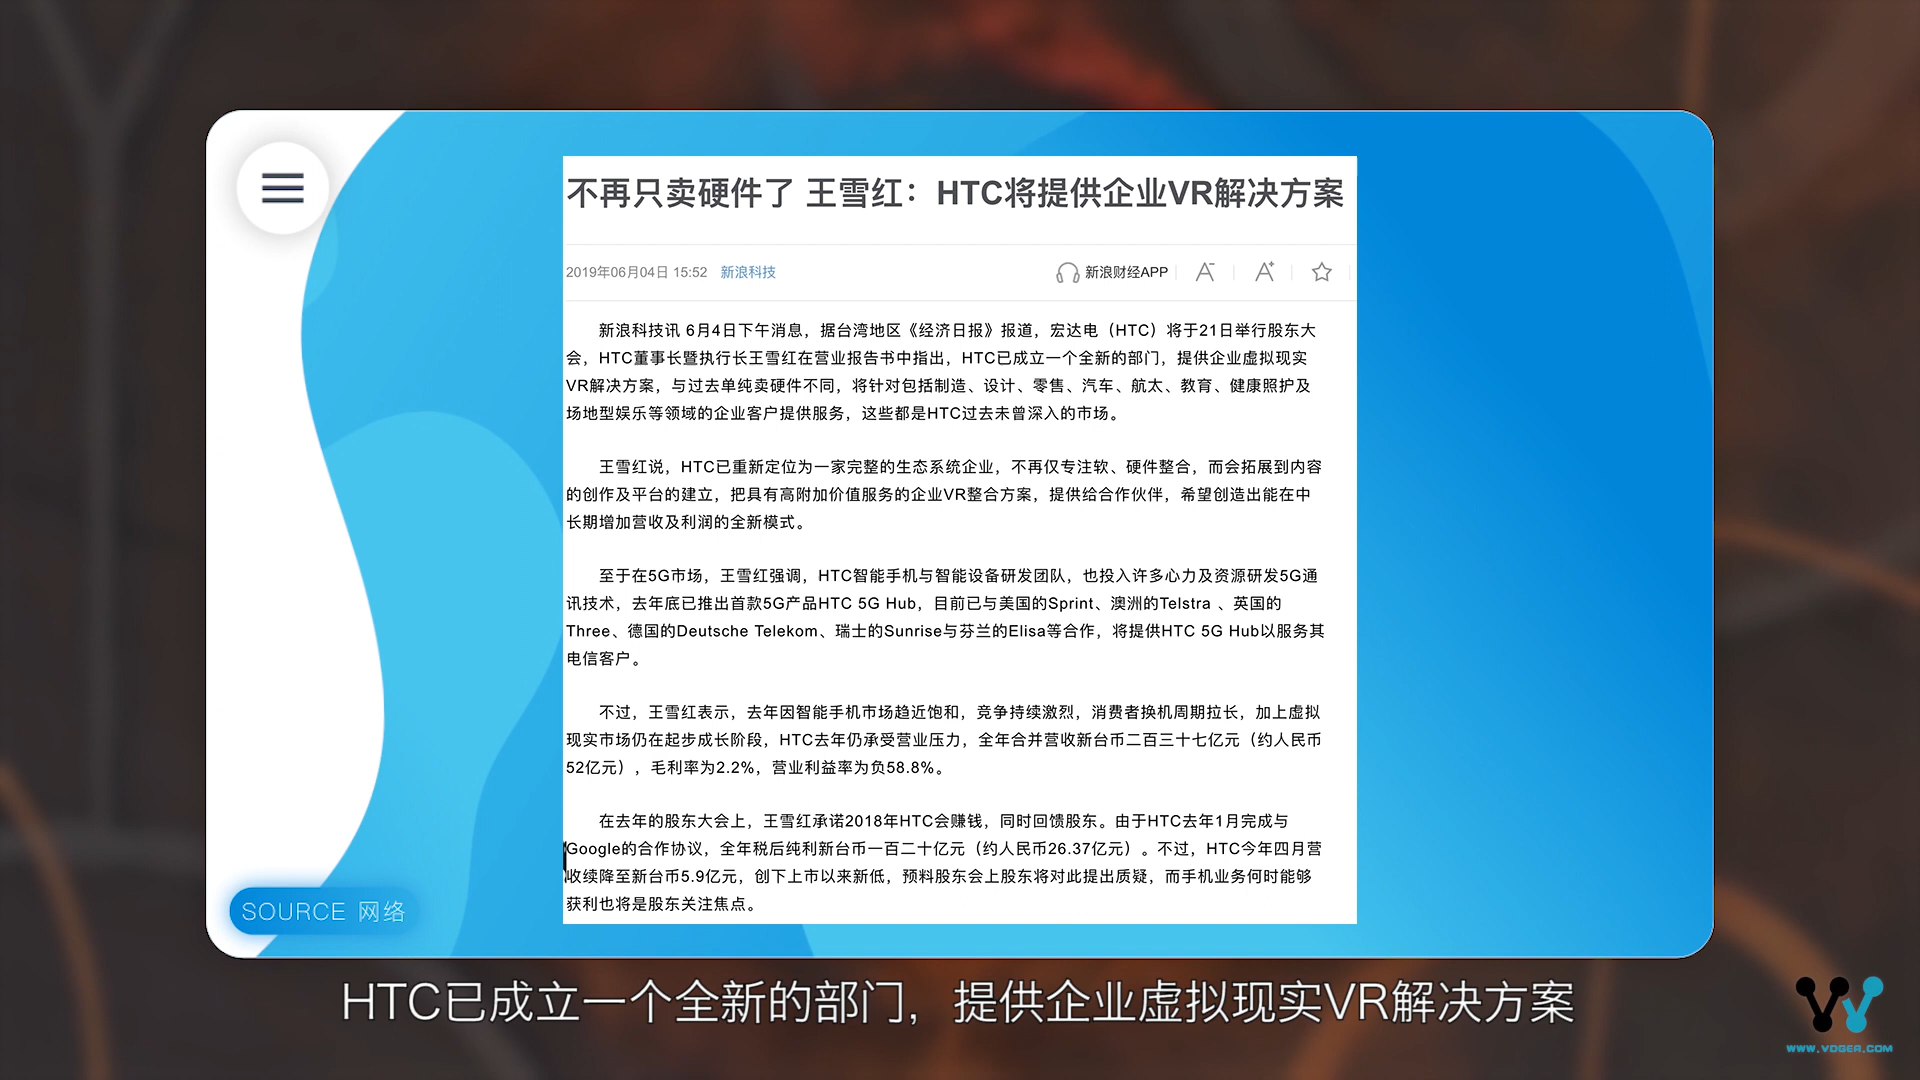 不再只卖硬件了 王雪红：HTC将提供企业VR解决方案
2019年06月04日 15:52 新浪科技 新浪财经APP A- A+
新浪科技讯 6月4日下午消息，据台湾地区《经济日报》报道，宏达电（HTC）将于21日举行股东大
会，HTC董事长暨执行长王雪红在营业报告书中指出，HTC已成立一个全新的部门，提供企业虚拟现实
VR解决方案，与过去单纯卖硬件不同，将针对包括制造、设计、零售、汽车、航太、教育、健康照护及
场地型娱乐等领域的企业客户提供服务，这些都是HTC过去未曾深入的市场。
王雪红说，HTC已重新定位为一家完整的生态系统企业，不再仅专注软、硬件整合，而会拓展到内容
的创作及平台的建立，把具有高附加价值服务的企业VR整合方案，提供给合作伙伴，希望创造出能在中
长期增加营收及利润的全新模式。
至于在5G市场，王雪红强调，HTC智能手机与智能设备研发团队，也投入许多心力及资源研发5G通
讯技术，去年底已推出首款5G产品HTC 5G Hub，目前已与美国的Sprint、澳洲的Telstra 、英国的
Three、德国的Deutsche Telekom、瑞士的Sunrise与芬兰的Elisa等合作，将提供HTC 5G Hub以服务其
电信客户。
不过，王雪红表示，去年因智能手机市场趋近饱和，竞争持续激烈，消费者换机周期拉长，加上虚拟
现实市场仍在起步成长阶段，HTC去年仍承受营业压力，全年合并营收新台币二百三十七亿元（约人民币
52亿元），毛利率为2.2%，营业利益率为负58.8%。
在去年的股东大会上，王雪红承诺2018年HTC会赚钱，同时回馈股东。由于HTC去年1月完成与
Google的合作协议，全年税后纯利新台币一百二十亿元（约人民币26.37亿元）。不过，HTC今年四月营
收续降至新台币5.9亿元，创下上市以来新低，预料股东会上股东将对此提出质疑，而手机业务何时能够
获利也将是股东关注焦点。
SOURCE 网络
HTC已成立一个全新的部门，提供企业虚拟现实VR解决方案
WWW.VOGER.COM